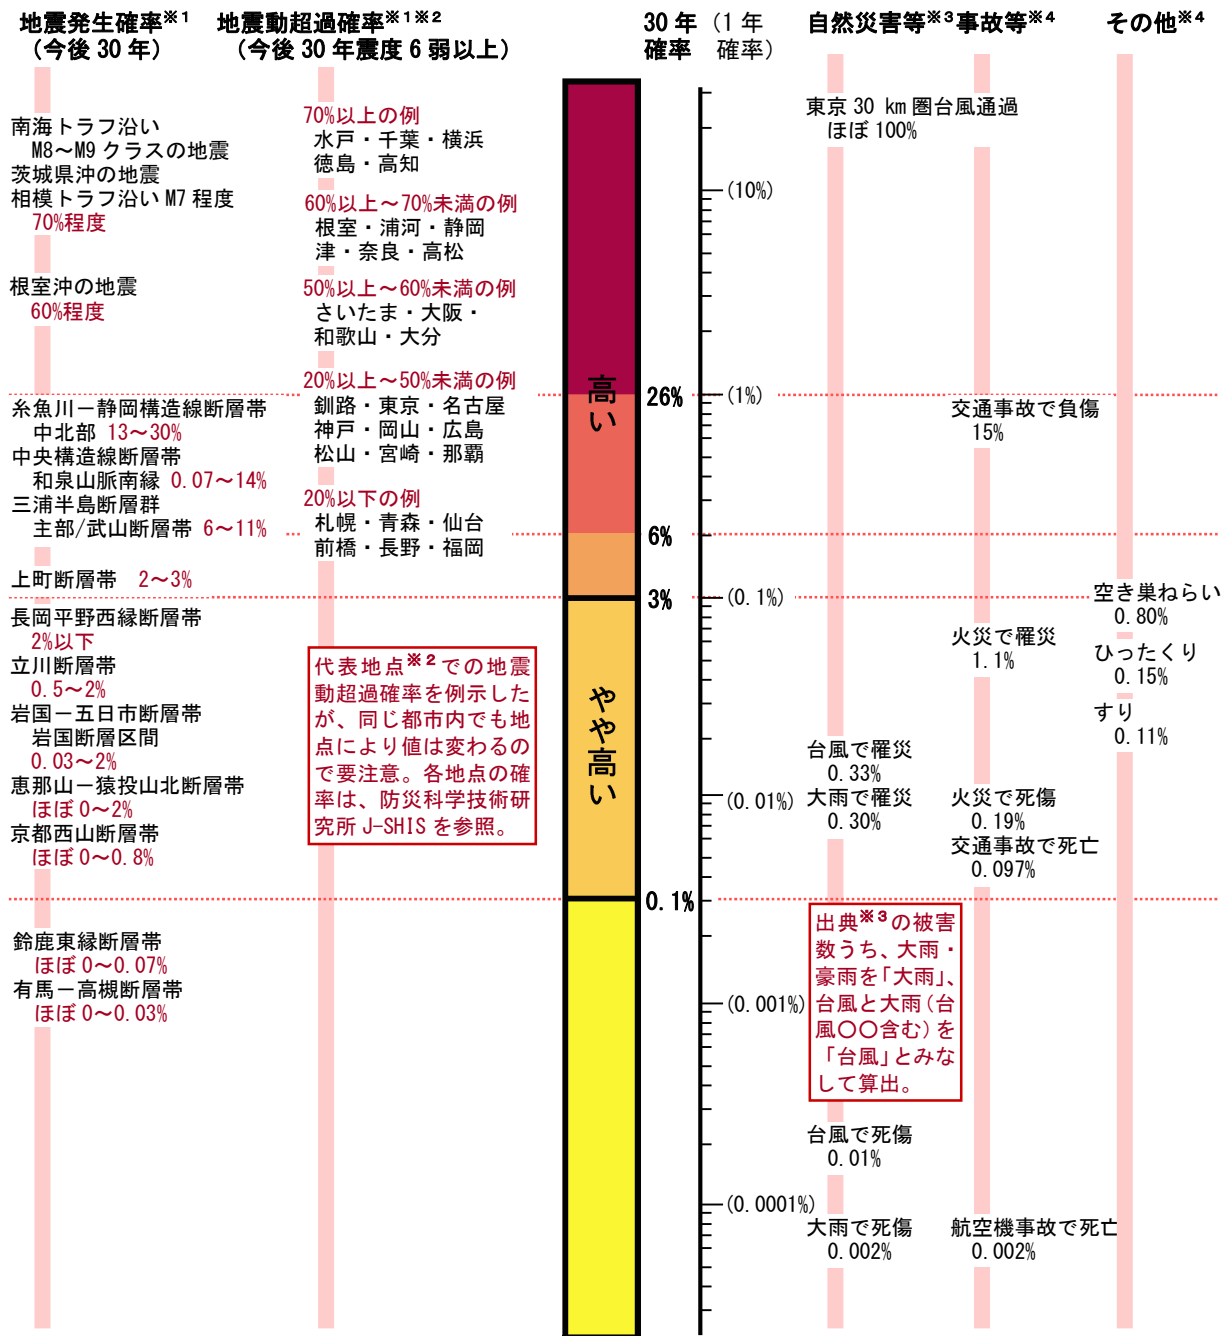 地震発生確率※1
（今後 30 年）
地震動超過確率※1※2
（今後 30 年震度 6 弱以上）
30 年
確率
（1 年
確率）
自然災害等※3
事故等※4
その他※4
南海トラフ沿い
M8～M9 クラスの地震
茨城県沖の地震
相模トラフ沿い M7 程度
70%程度
根室沖の地震
60%程度
糸魚川－静岡構造線断層帯
中北部 13～30%
中央構造線断層帯
和泉山脈南縁 0.07～14%
三浦半島断層群
主部/武山断層帯 6～11%
上町断層帯 2～3%
長岡平野西縁断層帯
2%以下
立川断層帯
0.5～2%
岩国－五日市断層帯
岩国断層区間
0.03～2%
恵那山－猿投山北断層帯
ほぼ 0～2%
京都西山断層帯
ほぼ 0～0.8%
鈴鹿東縁断層帯
ほぼ 0～0.07%
有馬－高槻断層帯
ほぼ 0～0.03%
70%以上の例
水戸・千葉・横浜
徳島・高知
60%以上～70%未満の例
根室・浦河・静岡
津・奈良・高松
50%以上～60%未満の例
さいたま・大阪・
和歌山・大分
20%以上～50%未満の例
釧路・東京・名古屋
神戸・岡山・広島
松山・宮崎・那覇
20%以下の例
札幌・青森・仙台
前橋・長野・福岡
代表地点※2での地震
動超過確率を例示した
が、同じ都市内でも地
点により値は変わるの
で要注意。各地点の確
率は、防災科学技術研
究所 J-SHIS を参照。
高い
やや高い
26%
6%
3%
0.1%
(10%)
(1%)
(0.1%)
(0.01%)
(0.001%)
(0.0001%)
東京 30 km 圏台風通過
ほぼ 100%
台風で罹災
0.33%
大雨で罹災
0.30%
出典※3の被害
数うち、大雨・
豪雨を「大雨」、
台風と大雨（台
風〇〇含む）を
「台風」とみな
して算出。
台風で死傷
0.01%
大雨で死傷
0.002%
交通事故で負傷
15%
火災で罹災
1.1%
火災で死傷
0.19%
交通事故で死亡
0.097%
航空機事故で死亡
0.002%
空き巣ねらい
0.80%
ひったくり
0.15%
すり
0.11%